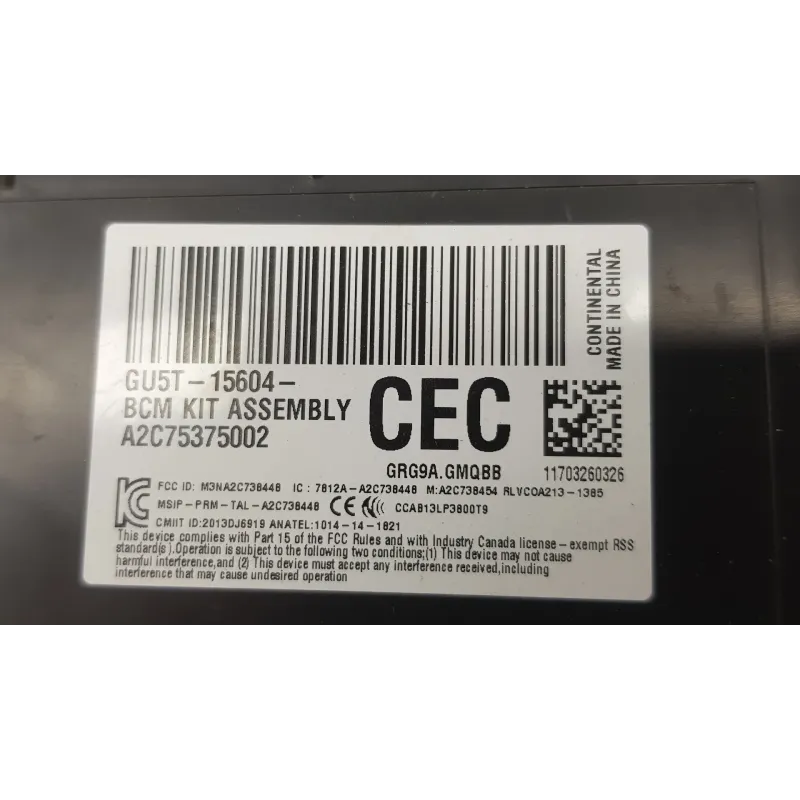 CONTINENTAL
MADE IN CHINA
GU5T-15604-
BCM KIT ASSEMBLY
A2C75375002
CEC
GRG9A.GMQBB
11703260326
FCC ID: M3NA2C738448 IC : 7812A-A2C738448 M:A2C738454 RLVCOA213-1385
MSIP-PRM-TAL-A2C738448 CE CCAB13LP3800T9
CMIIT ID:2013DJ6919 ANATEL:1014-14-1821
This device complies with Part 15 of the FCC Rules and with Industry Canada license-exempt RSS
standard(s).Operation is subject to the following two conditions;(1) This device may not cause
harmful interference,and (2) This device must accept any interference received,including
interference that may cause undesired operation